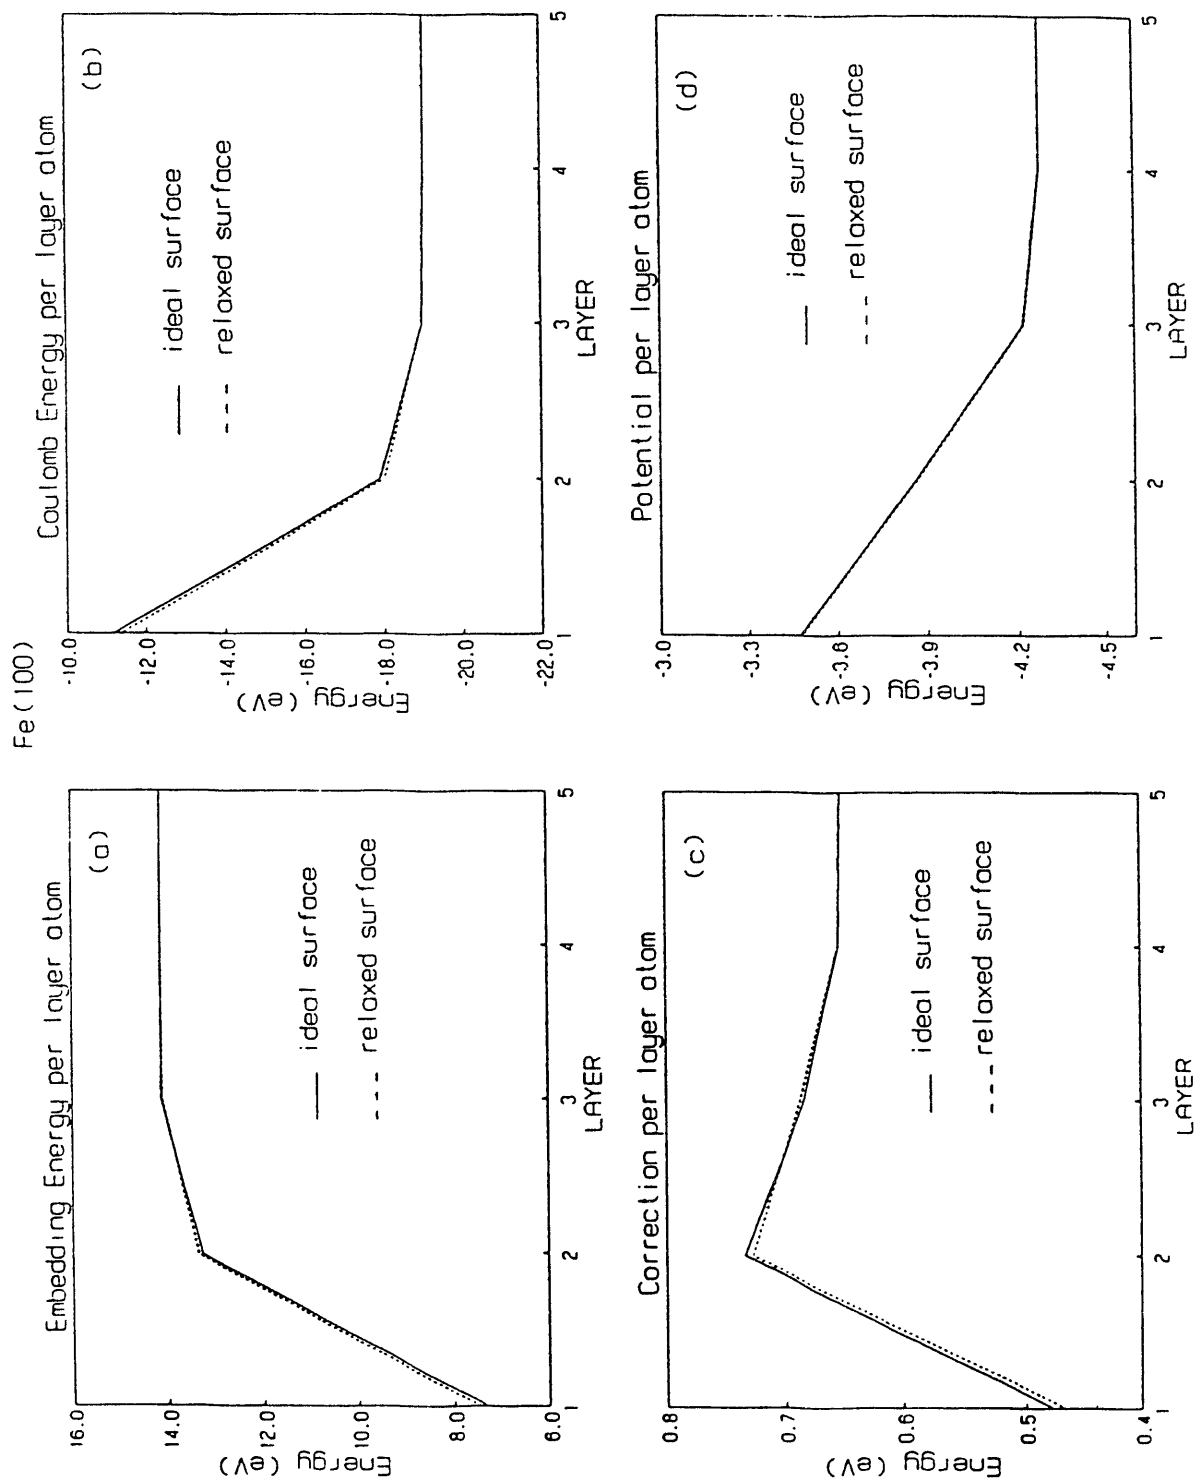 Fe(100)
Embedding Energy per layer atom
(a)
16.0
14.0
12.0
10.0
8.0
6.0
Energy (eV)
ideal surface
relaxed surface
1 2 3 4 5
LAYER
Coulomb Energy per layer atom
(b)
-10.0
-12.0
-14.0
-16.0
-18.0
-20.0
-22.0
Energy (eV)
ideal surface
relaxed surface
1 2 3 4 5
LAYER
Correction per layer atom
(c)
0.8
0.7
0.6
0.5
0.4
Energy (eV)
ideal surface
relaxed surface
1 2 3 4 5
LAYER
Potential per layer atom
(d)
-3.0
-3.3
-3.6
-3.9
-4.2
-4.5
Energy (eV)
ideal surface
relaxed surface
1 2 3 4 5
LAYER